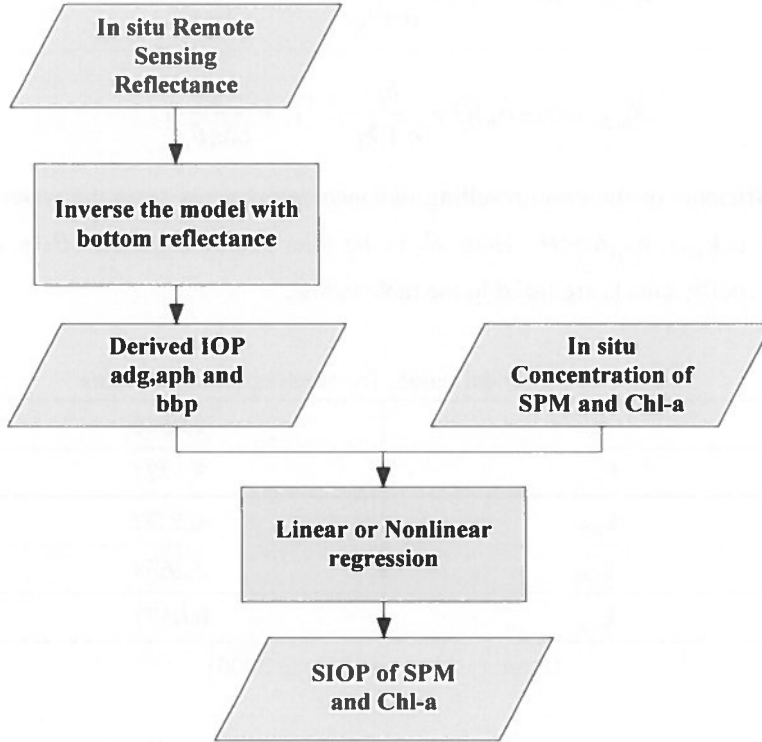 In situ Remote
Sensing
Reflectance
Inverse the model with
bottom reflectance
Derived IOP
adg,aph and
bbp
In situ
Concentration of
SPM and Chl-a
Linear or Nonlinear
regression
SIOP of SPM
and Chl-a